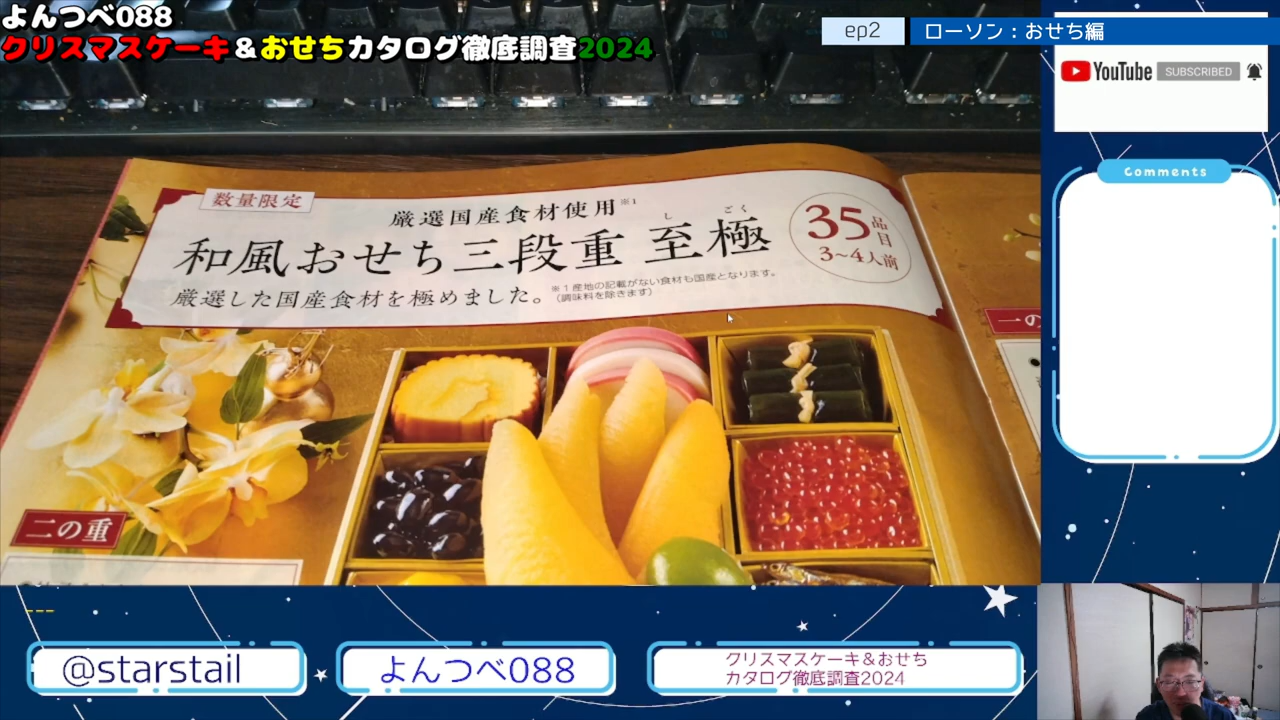 よんつべ088
クリスマスケーキ&おせちカタログ徹底調査2024
ep2
ローソン：おせち編
YouTube
SUBSCRIBED
Comments
数量限定
厳選国産食材使用※1
し ごく
和風おせち三段重 至極
35品目
3〜4人前
厳選した国産食材を極めました。
※1産地の記載がない食材も国産となります。
（調味料を除きます）
一の
二の重
@starstail
よんつべ088
クリスマスケーキ＆おせち
カタログ徹底調査2024